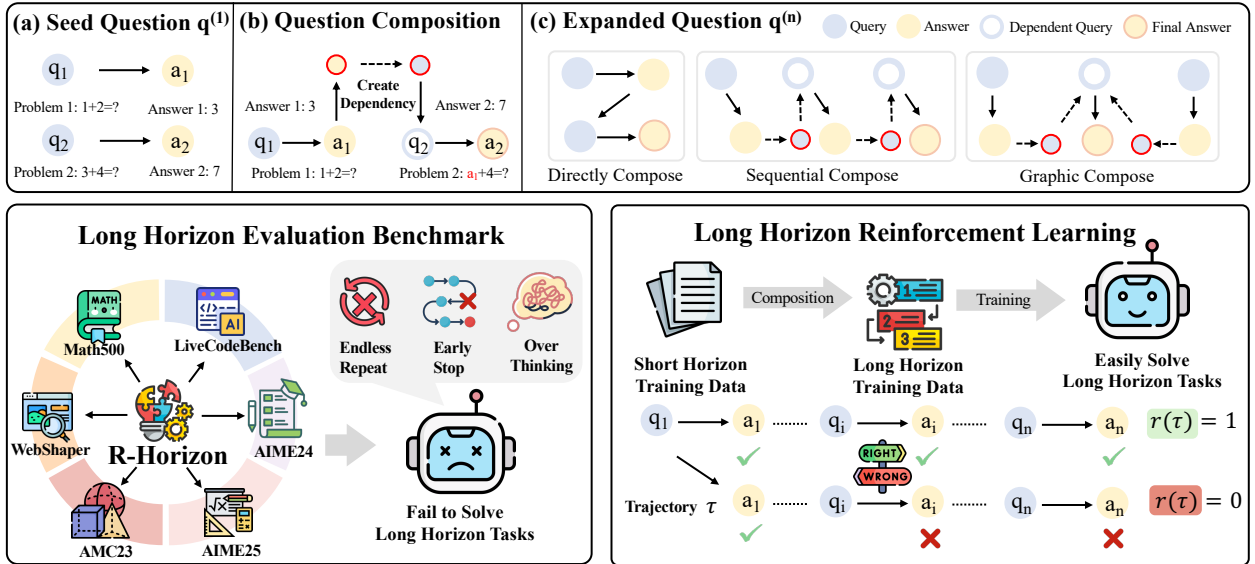 (a) Seed Question q⁽¹⁾
q₁
a₁
Problem 1: 1+2=?
Answer 1: 3
q₂
a₂
Problem 2: 3+4=?
Answer 2: 7
(b) Question Composition
Create
Dependency
Answer 1: 3
Answer 2: 7
q₁
a₁
q₂
a₂
Problem 1: 1+2=?
Problem 2: a₁+4=?
(c) Expanded Question q⁽ⁿ⁾
Query
Answer
Dependent Query
Final Answer
Directly Compose
Sequential Compose
Graphic Compose
Long Horizon Evaluation Benchmark
MATH
Math500
AI
LiveCodeBench
WebShaper
R-Horizon
AIME24
AMC23
√x
AIME25
Endless
Repeat
Early
Stop
Over
Thinking
Fail to Solve
Long Horizon Tasks
Long Horizon Reinforcement Learning
Composition
1
2
3
Training
Short Horizon
Training Data
Long Horizon
Training Data
Easily Solve
Long Horizon Tasks
q₁
a₁
········
qᵢ
aᵢ
········
qₙ
aₙ
r(τ) = 1
RIGHT
WRONG
Trajectory τ
a₁
········
qᵢ
aᵢ
········
qₙ
aₙ
r(τ) = 0